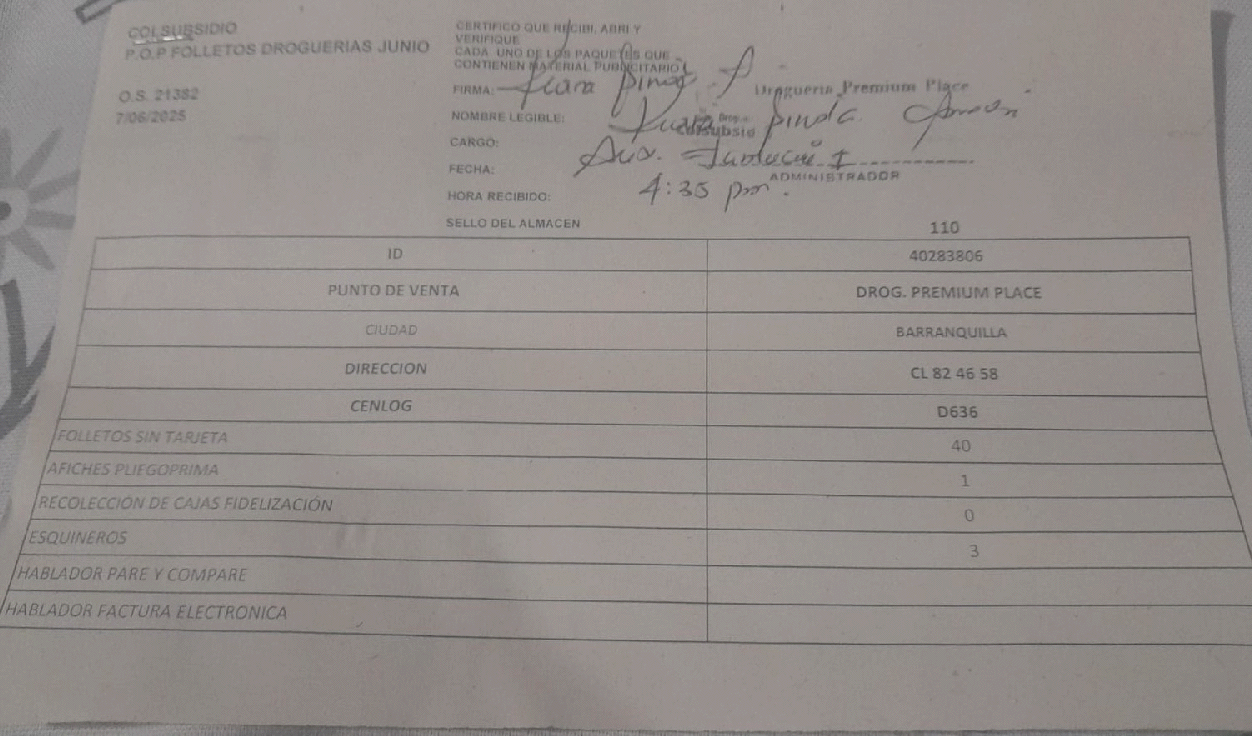 COLSUBSIDIO
P.O.P FOLLETOS DROGUERIAS JUNIO
O.S. 21382
7/06/2025
CERTIFICO QUE RECIBI, ABRI Y
VERIFIQUE
CADA UNO DE LOS PAQUETES QUE
CONTIENEN MATERIAL PUBLICITARIO
FIRMA:
Drogueria Premium Place
NOMBRE LEGIBLE: pineda
CARGO: Aux.
FECHA:
ADMINISTRADOR
HORA RECIBIDO: 4:35 pm.
SELLO DEL ALMACEN
110
ID 40283806
PUNTO DE VENTA DROG. PREMIUM PLACE
CIUDAD BARRANQUILLA
DIRECCION CL 82 46 58
CENLOG D636
FOLLETOS SIN TARJETA 40
AFICHES PLIEGOPRIMA 1
RECOLECCIÓN DE CAJAS FIDELIZACIÓN 0
ESQUINEROS 3
HABLADOR PARE Y COMPARE
HABLADOR FACTURA ELECTRONICA